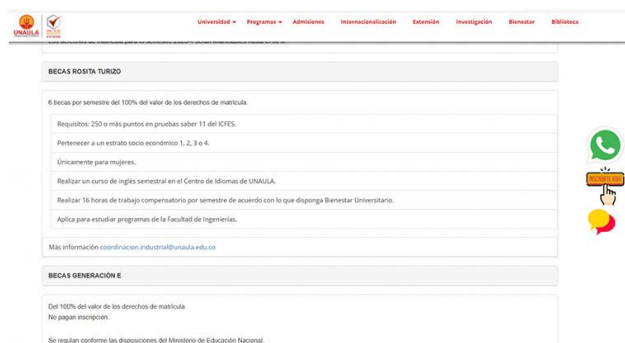 Universidad Programas Admisiones Internacionalización Extensión Investigación Bienestar Biblioteca
UNAULA
BECAS ROSITA TURIZO
6 becas por semestre del 100% del valor de los derechos de matrícula.
Requisitos: 250 o más puntos en pruebas saber 11 del ICFES.
Pertenecer a un estrato socio económico 1, 2, 3 o 4.
Únicamente para mujeres.
Realizar un curso de inglés semestral en el Centro de Idiomas de UNAULA.
Realizar 16 horas de trabajo compensatorio por semestre de acuerdo con lo que disponga Bienestar Universitario.
Aplica para estudiar programas de la Facultad de Ingenierías.
Más información coordinacion.industrial@unaula.edu.co
INSCRÍBETE AQUÍ
BECAS GENERACIÓN E
Del 100% del valor de los derechos de matrícula.
No pagan inscripción.
Se regulan conforme las disposiciones del Ministerio de Educación Nacional.